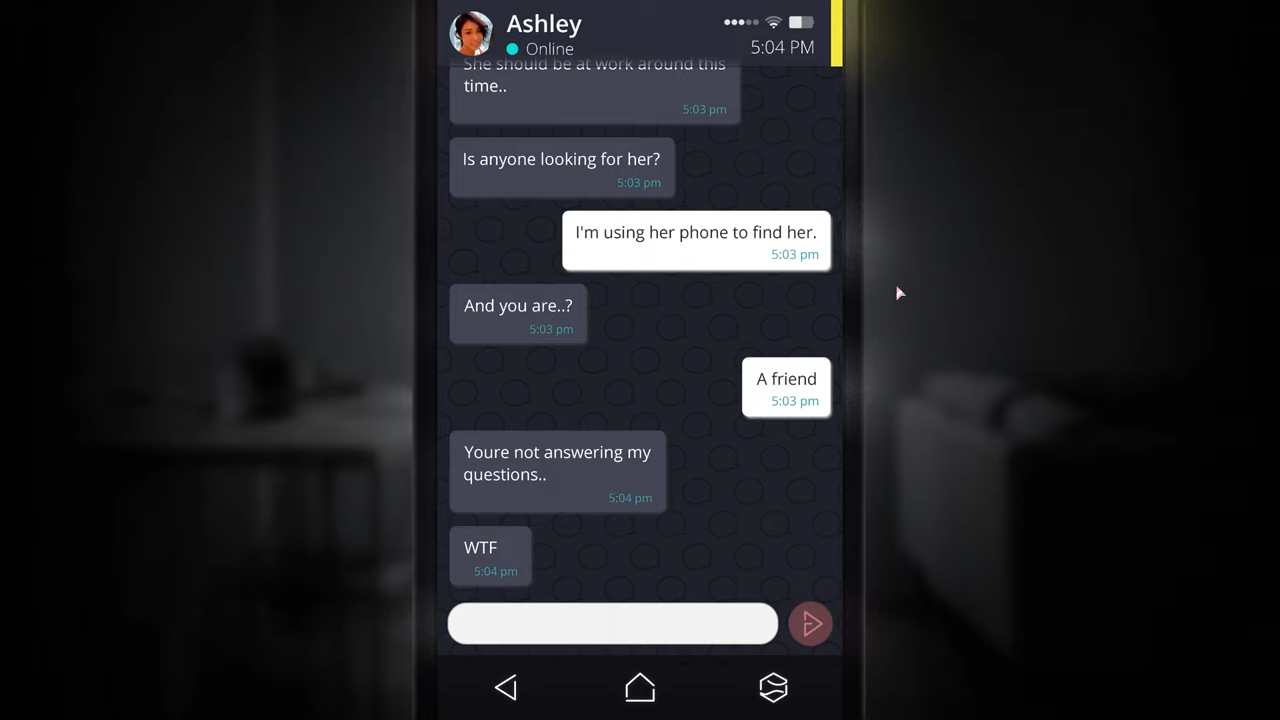 Ashley
Online
5:04 PM
She should be at work around this
time..
5:03 pm
Is anyone looking for her?
5:03 pm
I'm using her phone to find her.
5:03 pm
And you are..?
5:03 pm
A friend
5:03 pm
Youre not answering my
questions..
5:04 pm
WTF
5:04 pm